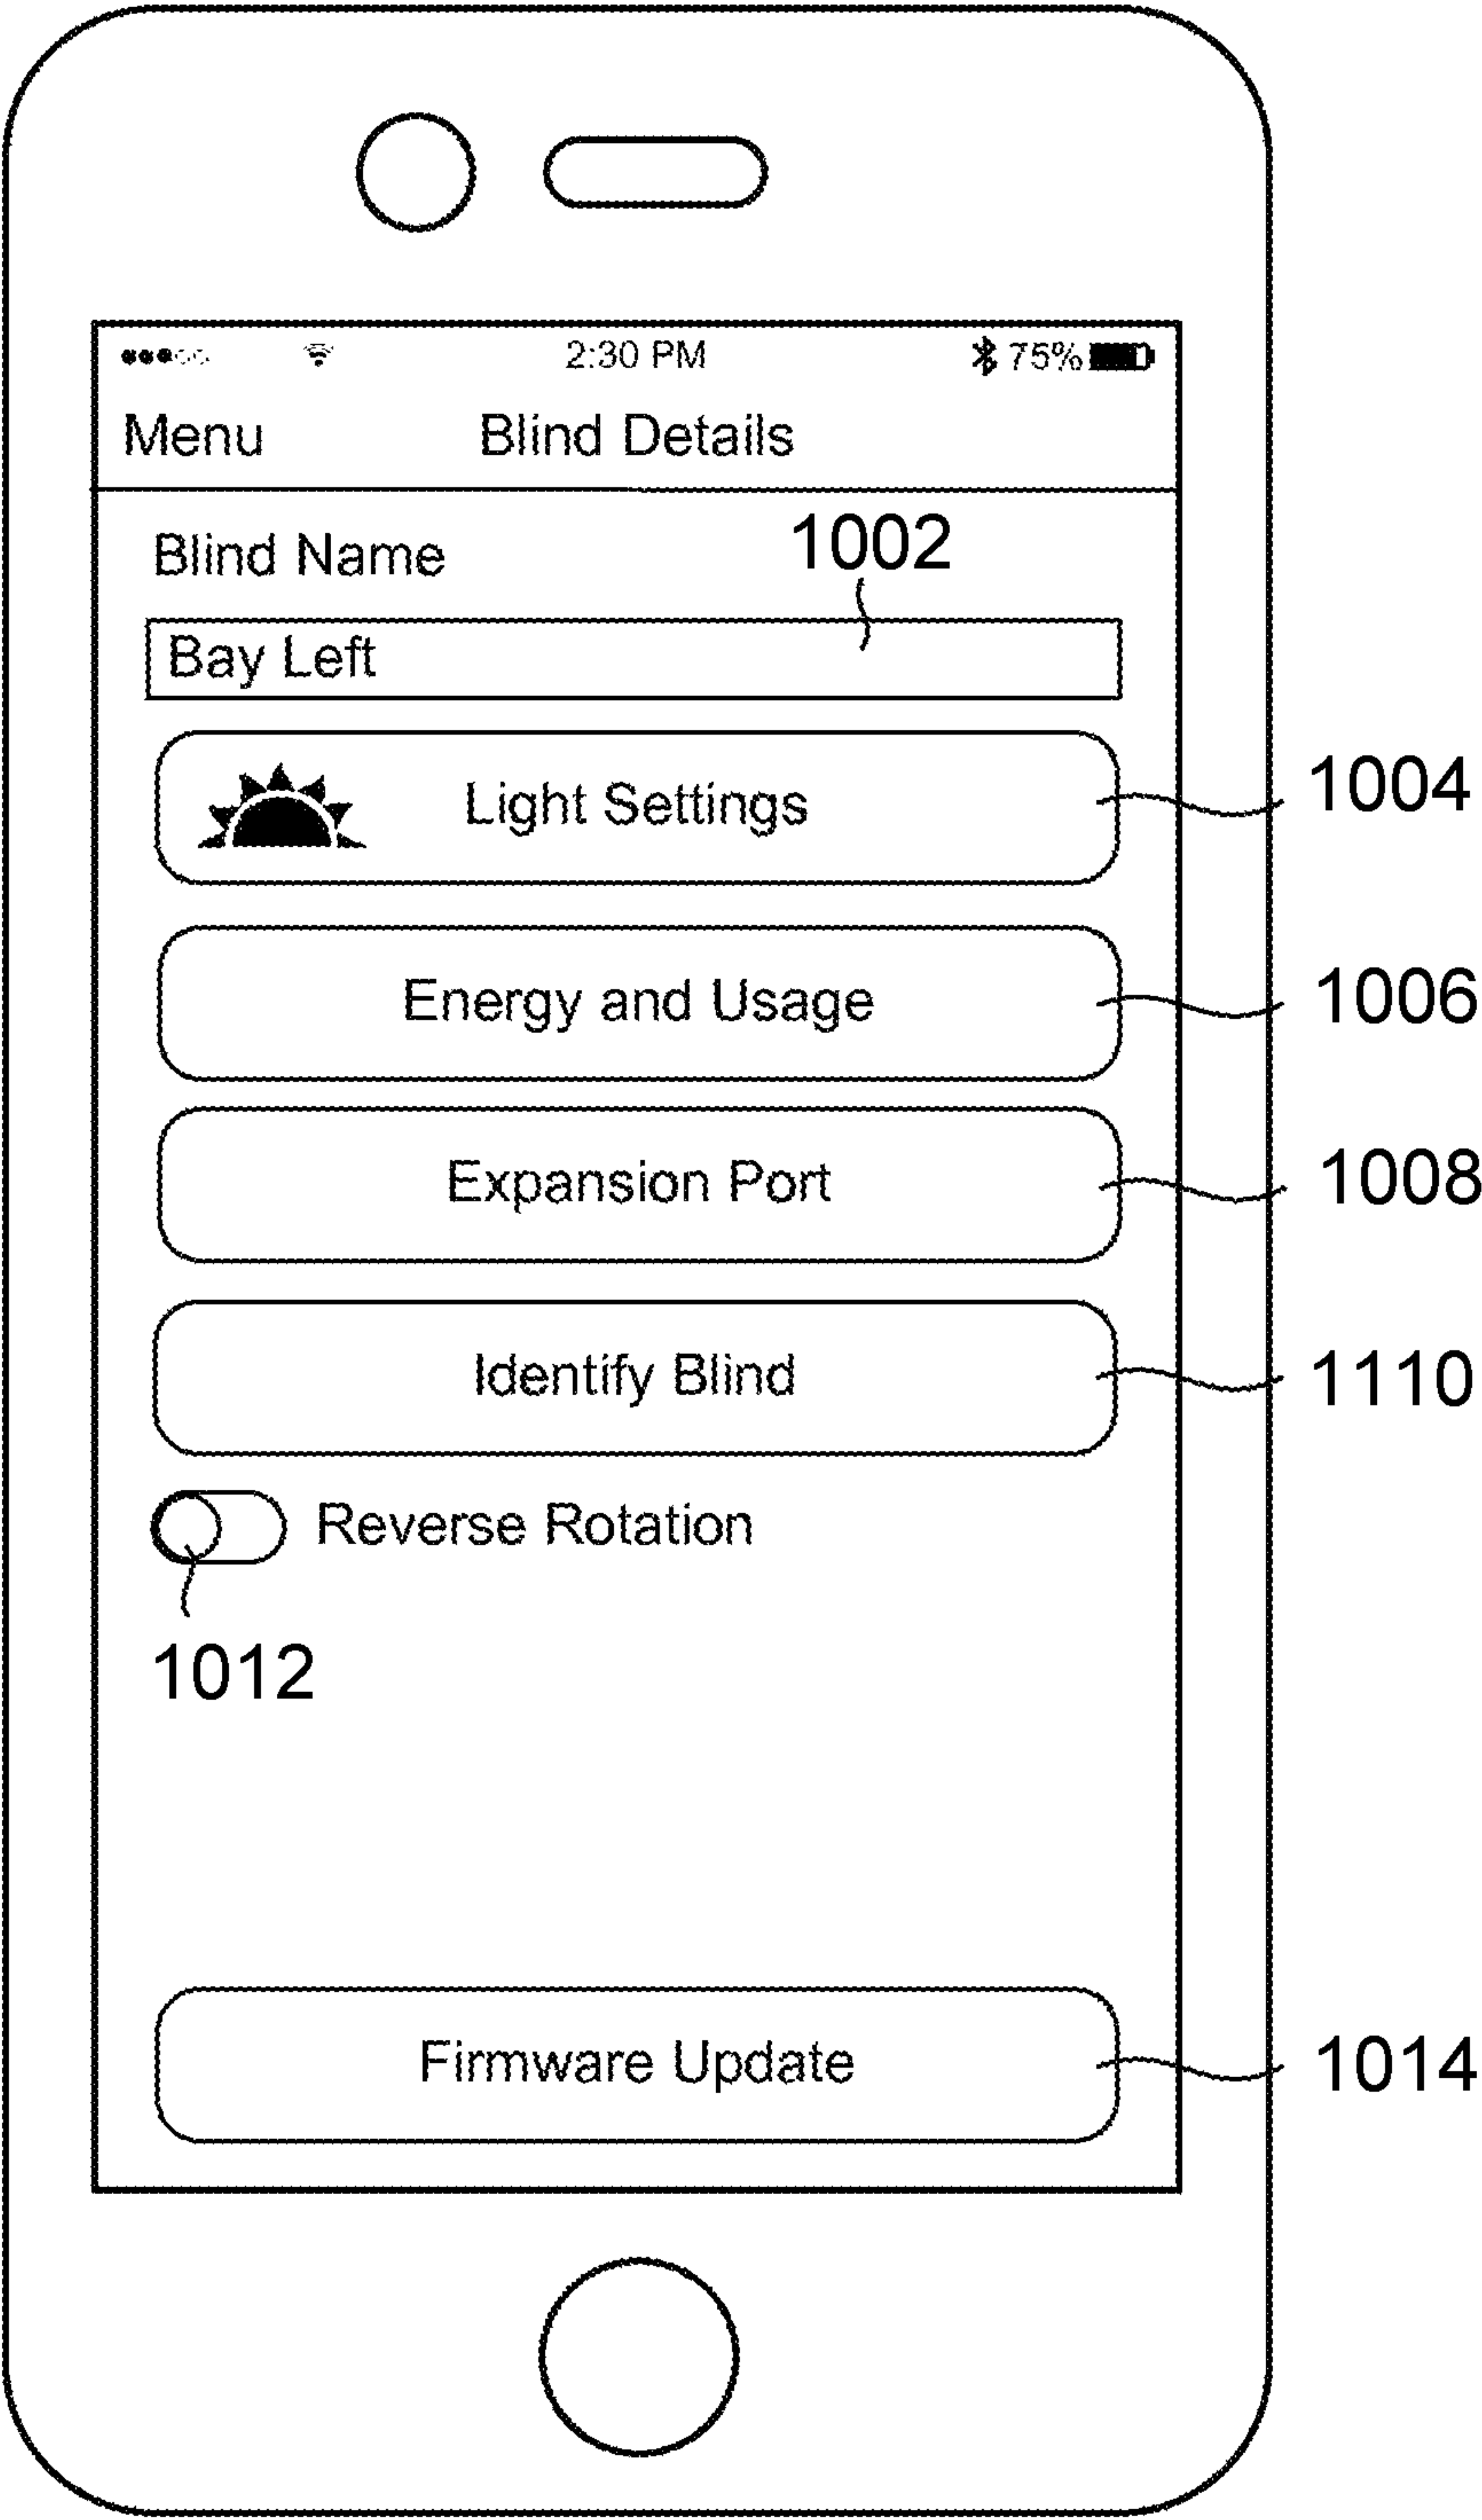 2:30 PM 75%
Menu Blind Details
Blind Name 1002
Bay Left
Light Settings 1004
Energy and Usage 1006
Expansion Port 1008
Identify Blind 1110
Reverse Rotation
1012
Firmware Update 1014